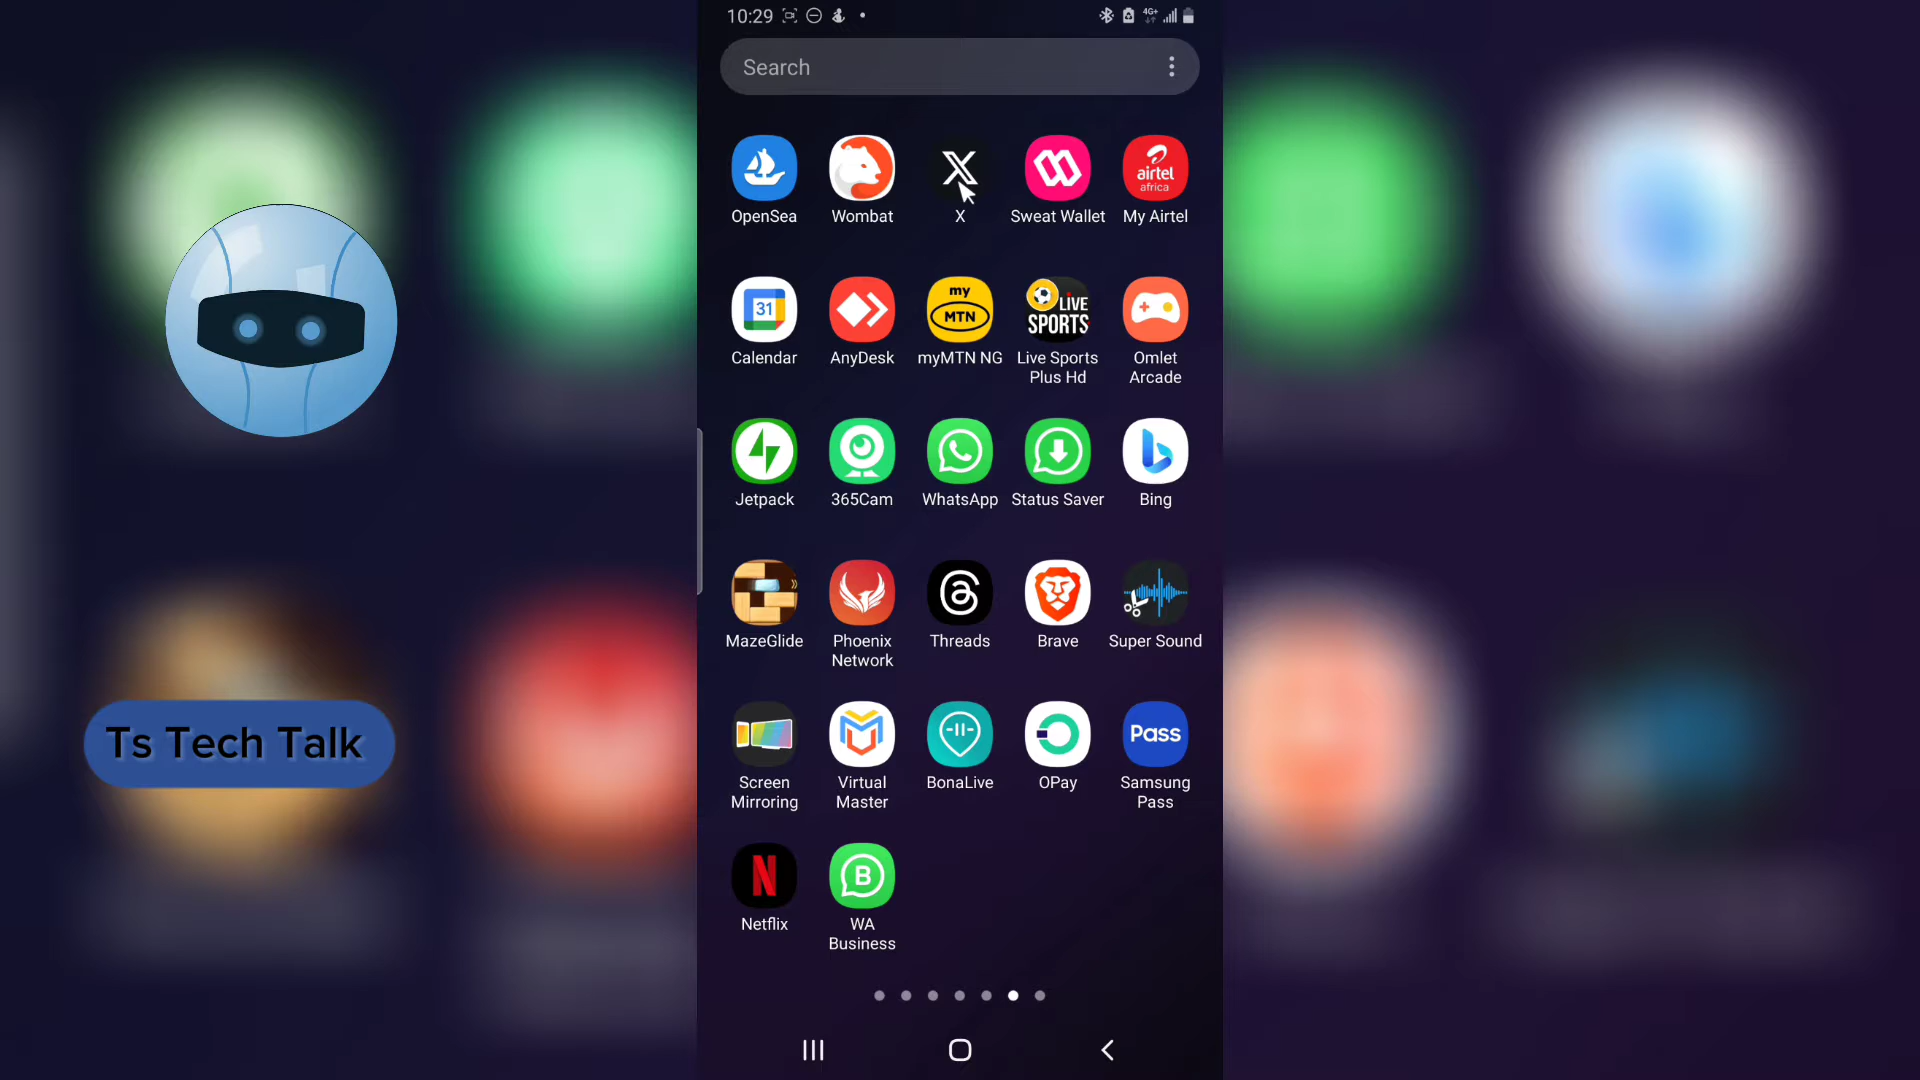 10:29
4G+
Search
OpenSea
Wombat
X
Sweat Wallet
airtel
africa
My Airtel
31
Calendar
AnyDesk
my
MTN
myMTN NG
LIVE
SPORTS
Live Sports
Plus Hd
Omlet
Arcade
Jetpack
365Cam
WhatsApp
Status Saver
Bing
MazeGlide
Phoenix
Network
Threads
Brave
Super Sound
Screen
Mirroring
Virtual
Master
BonaLive
OPay
Pass
Samsung
Pass
N
Netflix
B
WA
Business
Ts Tech Talk